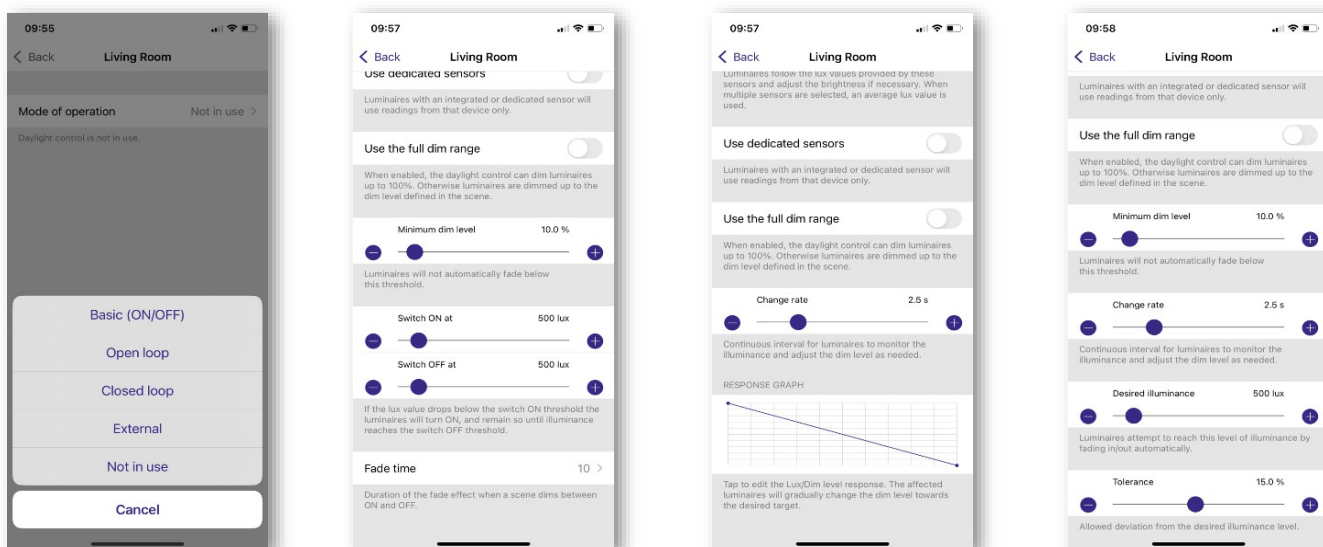 09:55
Back
Living Room
Mode of operation
Not in use
Daylight control is not in use.
Basic (ON/OFF)
Open loop
Closed loop
External
Not in use
Cancel
09:57
Back
Living Room
Use dedicated sensors
Luminaires with an integrated or dedicated sensor will
use readings from that device only.
Use the full dim range
When enabled, the daylight control can dim luminaires
up to 100%. Otherwise luminaires are dimmed up to the
dim level defined in the scene.
Minimum dim level
10.0 %
Luminaires will not automatically fade below
this threshold.
Switch ON at
500 lux
Switch OFF at
500 lux
If the lux value drops below the switch ON threshold the
luminaires will turn ON, and remain so until illuminance
reaches the switch OFF threshold.
Fade time
10
Duration of the fade effect when a scene dims between
ON and OFF.
09:57
Back
Living Room
Luminaires follow the lux values provided by these
sensors and adjust the brightness if necessary. When
multiple sensors are selected, an average lux value is
used.
Use dedicated sensors
Luminaires with an integrated or dedicated sensor will
use readings from that device only.
Use the full dim range
When enabled, the daylight control can dim luminaires
up to 100%. Otherwise luminaires are dimmed up to the
dim level defined in the scene.
Change rate
2.5 s
Continuous interval for luminaires to monitor the
illuminance and adjust the dim level as needed.
RESPONSE GRAPH
Tap to edit the Lux/Dim level response. The affected
luminaires will gradually change the dim level towards
the desired target.
09:58
Back
Living Room
Luminaires with an integrated or dedicated sensor will
use readings from that device only.
Use the full dim range
When enabled, the daylight control can dim luminaires
up to 100%. Otherwise luminaires are dimmed up to the
dim level defined in the scene.
Minimum dim level
10.0 %
Luminaires will not automatically fade below
this threshold.
Change rate
2.5 s
Continuous interval for luminaires to monitor the
illuminance and adjust the dim level as needed.
Desired illuminance
500 lux
Luminaires attempt to reach this level of illuminance by
fading in/out automatically.
Tolerance
15.0 %
Allowed deviation from the desired illuminance level.